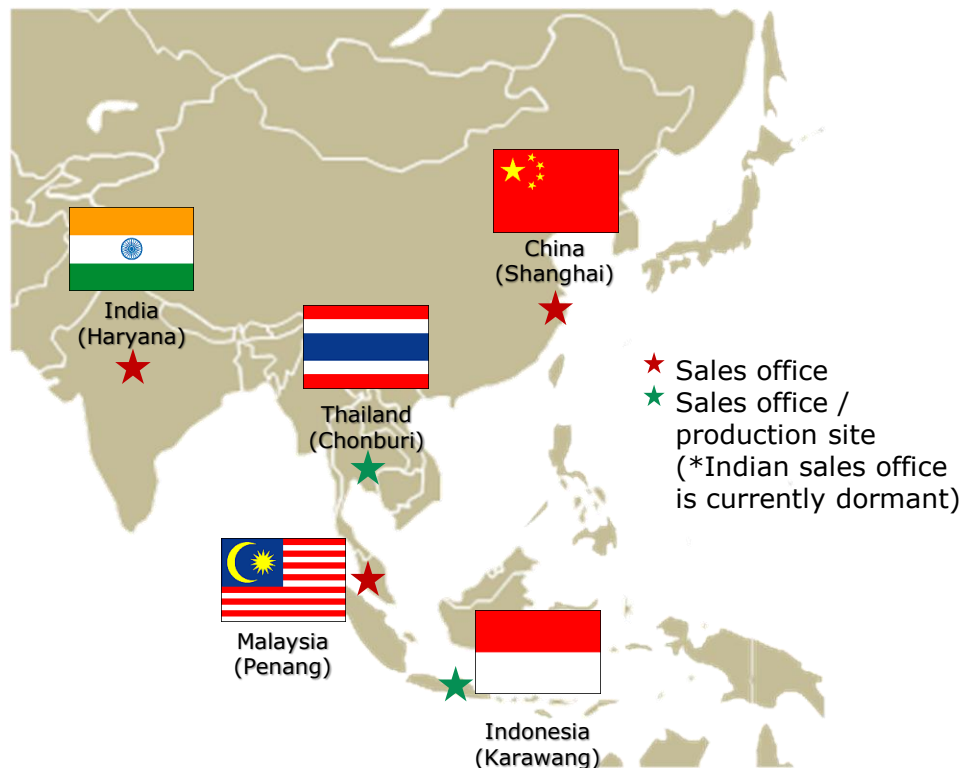 China
(Shanghai)
India
(Haryana)
Sales office
Sales office /
production site
(*Indian sales office
is currently dormant)
Thailand
(Chonburi)
Malaysia
(Penang)
Indonesia
(Karawang)